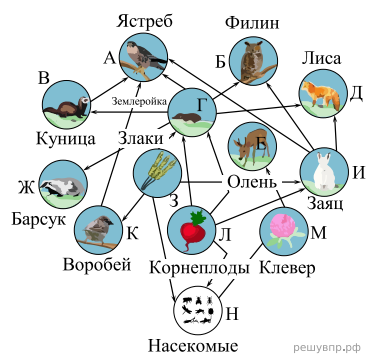 Ястреб
Филин
А
Б
Лиса
В
Г
Д
Землеройка
Куница
Злаки
Б
Ж
Олень
И
Барсук
З
Заяц
К
Л
М
Воробей
Корнеплоды
Клевер
Н
Насекомые
решувпр.рф